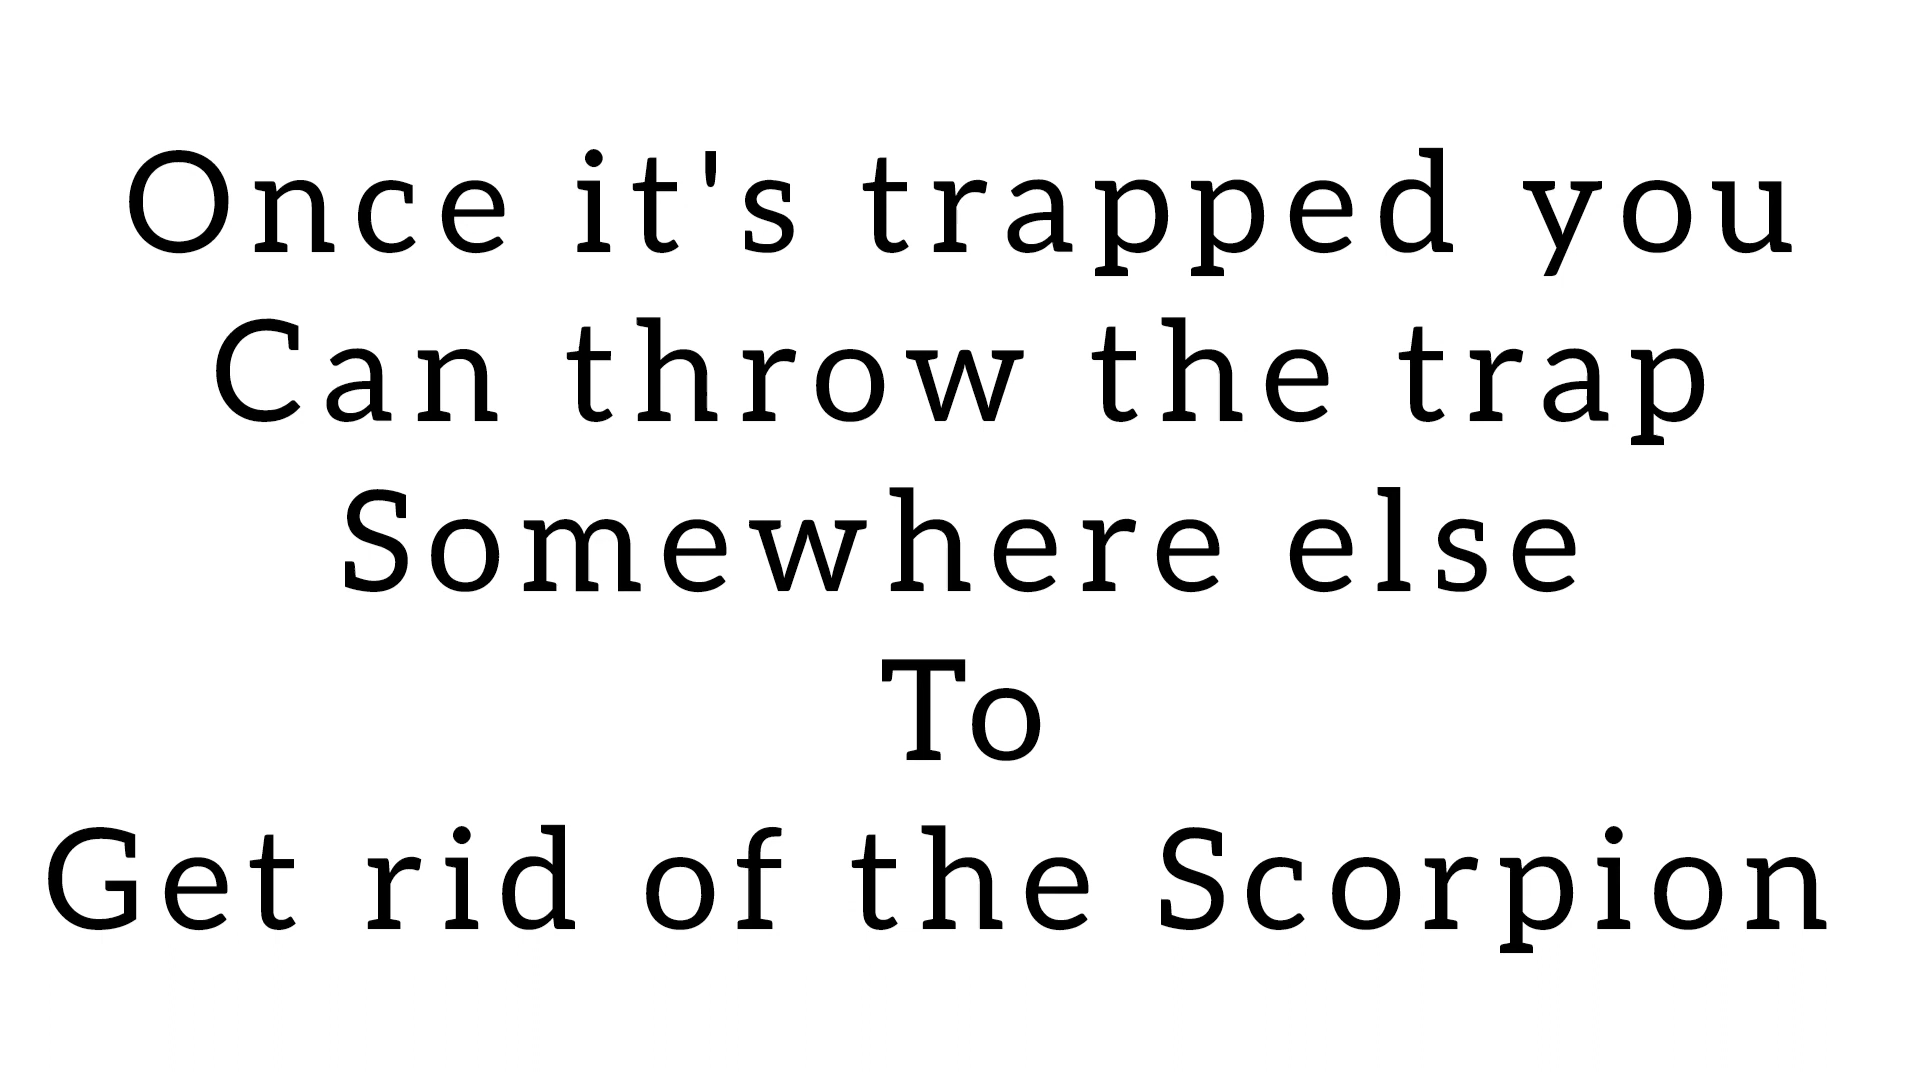 Once it's trapped you
Can throw the trap
Somewhere else
To
Get rid of the Scorpion